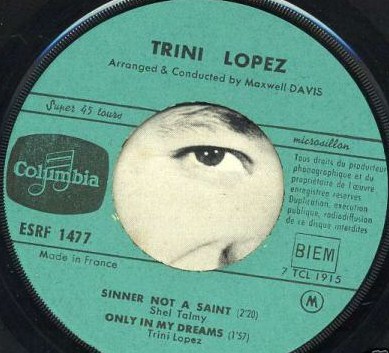 TRINI LOPEZ
Arranged & Conducted by Maxwell DAVIS
Super 45 tours
microsillon
Columbia
ESRF 1477
Made in France
Tous droits du producteur
phonographique et du
propriétaire de l'œuvre
enregistrée réservés
Duplication, exécution
publique, radiodiffusion
de ce disque interdites
BIEM
7 TCL 1915
M
SINNER NOT A SAINT (2'20)
Shel Talmy
ONLY IN MY DREAMS (1'57)
Trini Lopez